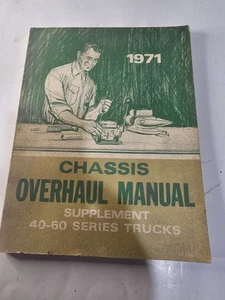 1971
CHASSIS
OVERHAUL MANUAL
SUPPLEMENT
40-60 SERIES TRUCKS